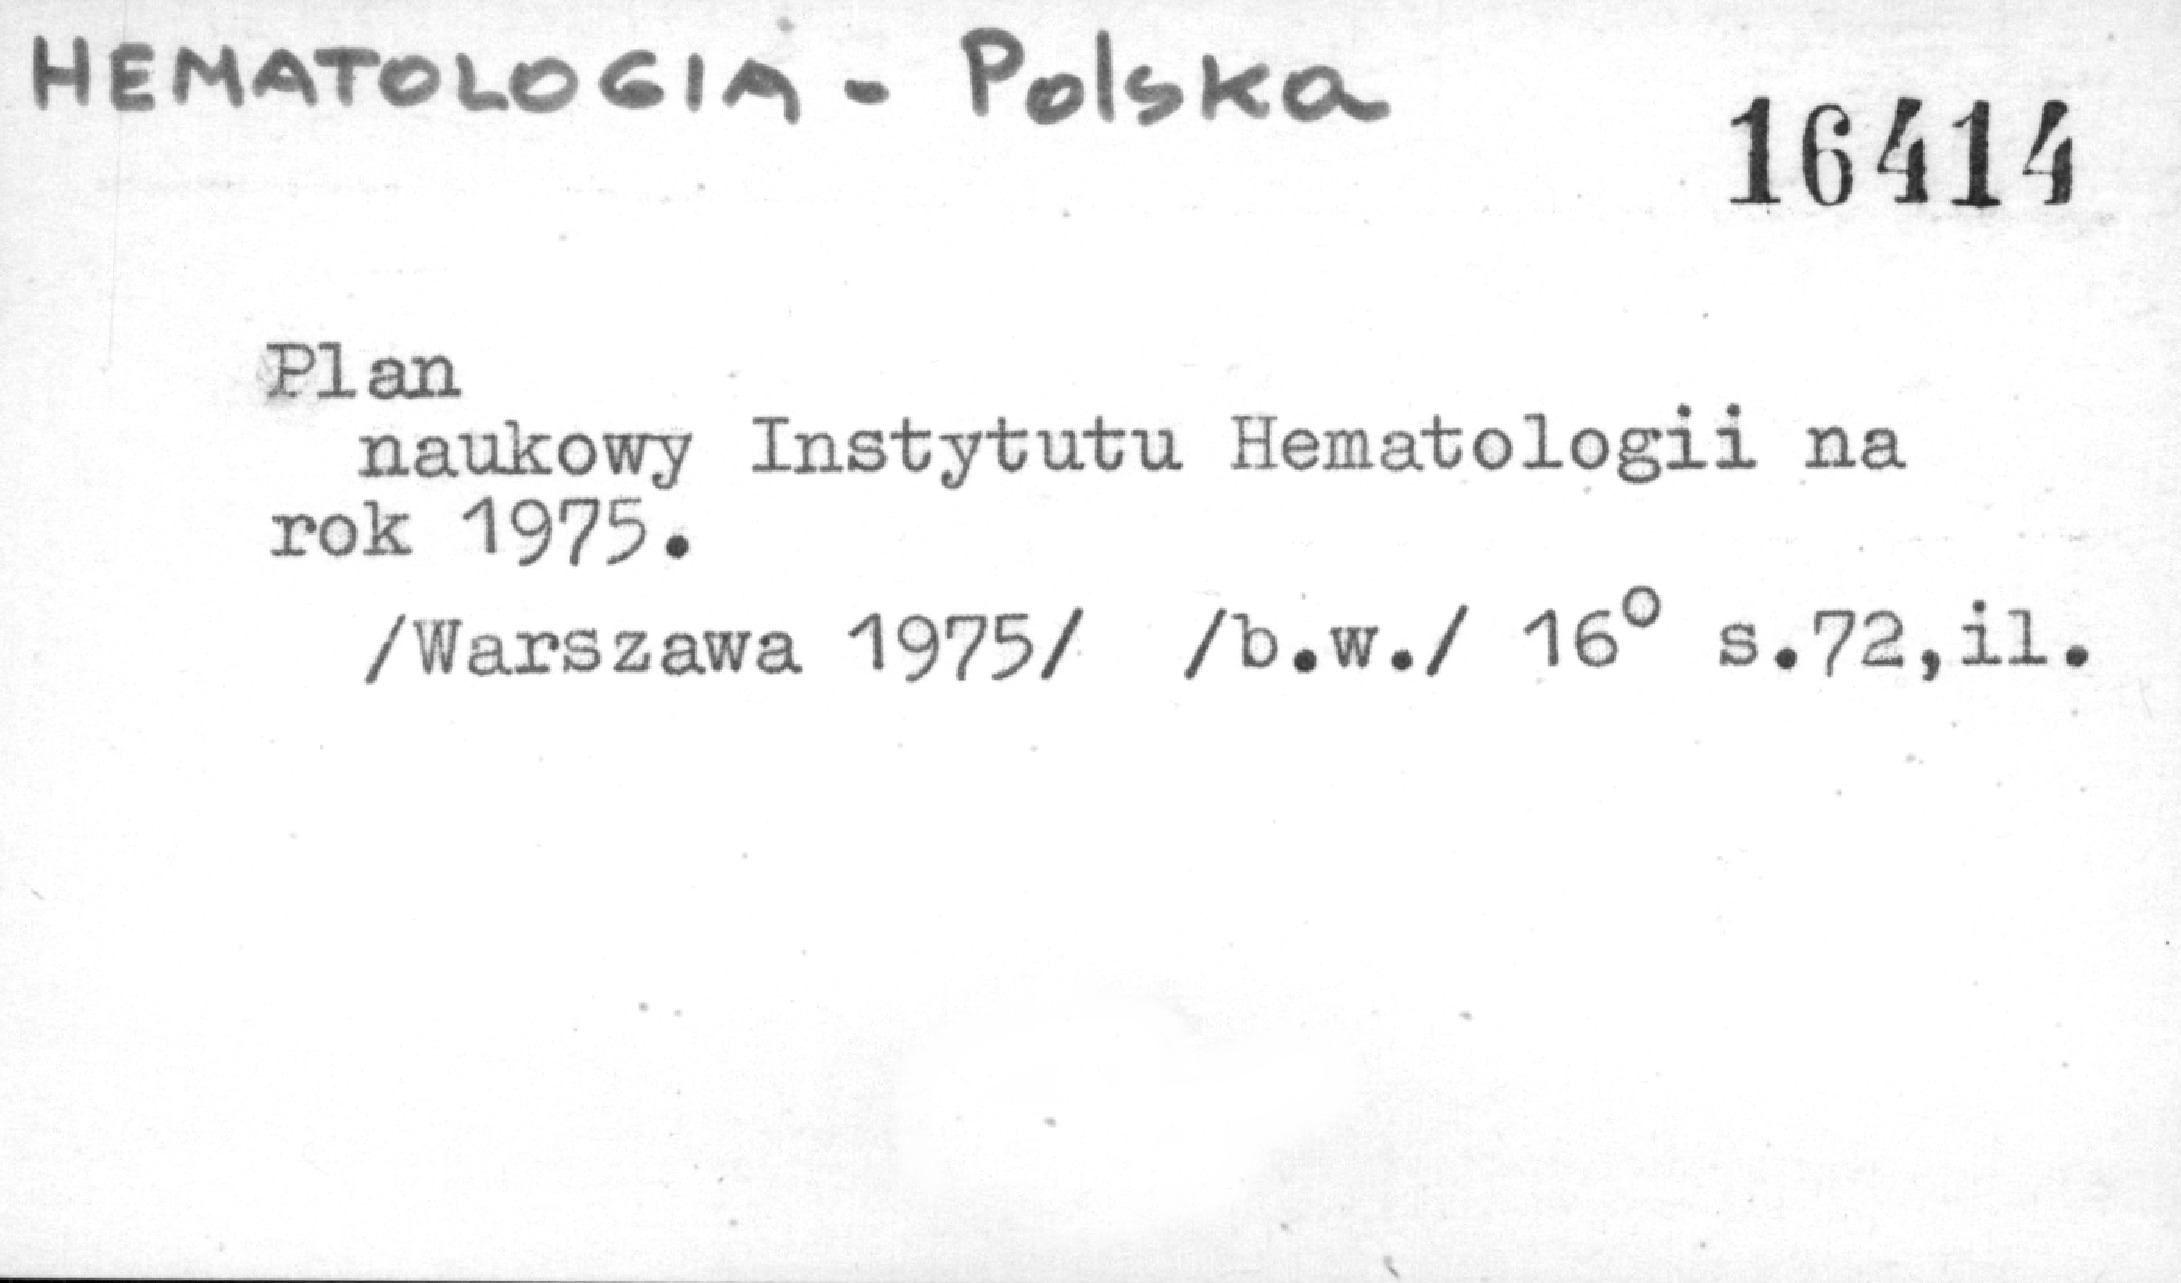 HEMATOLOGIA - Polska
16414
Plan
naukowy Instytutu Hematologii na
rok 1975.
/Warszawa 1975/ /b.w./ 16° s.72,il.